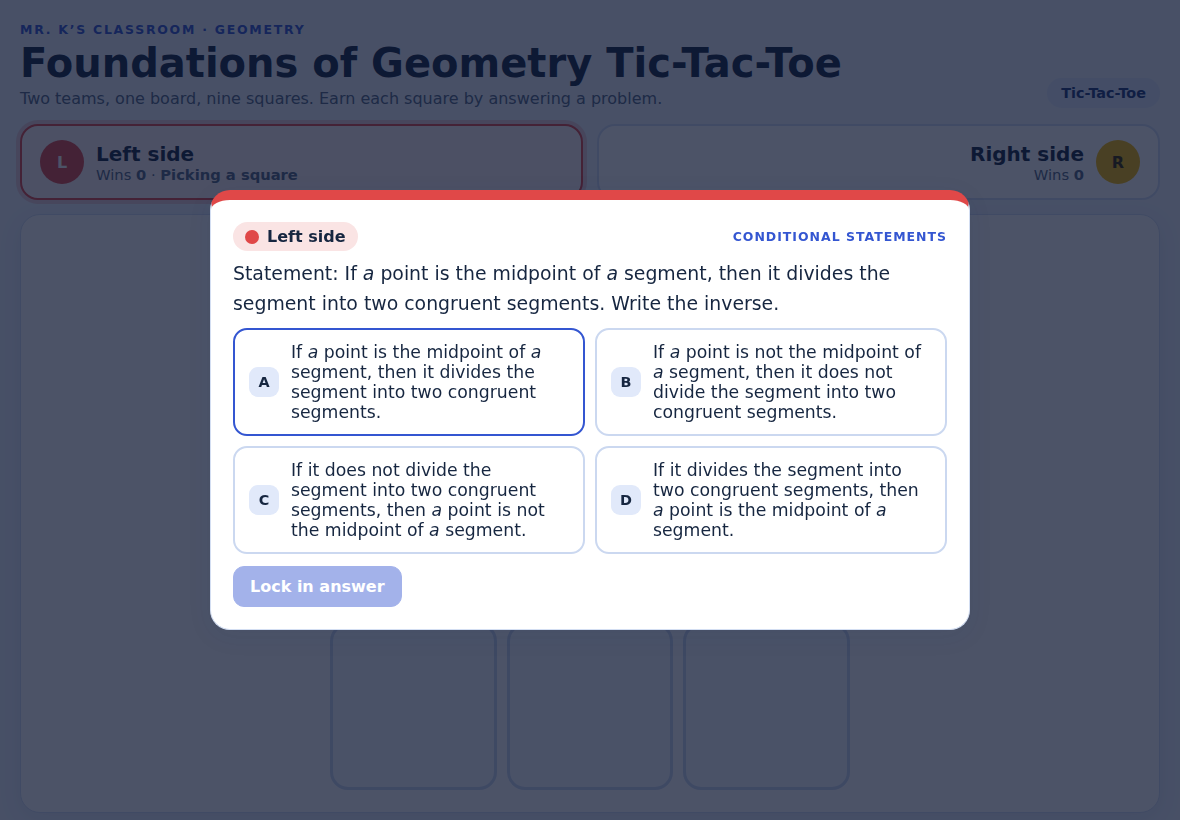 MR. K’S CLASSROOM · GEOMETRY
Foundations of Geometry Tic-Tac-Toe
Two teams, one board, nine squares. Earn each square by answering a problem.
Tic-Tac-Toe
L
Left side
Wins 0 · Picking a square
Right side
Wins 0
R
Left side
CONDITIONAL STATEMENTS
Statement: If a point is the midpoint of a segment, then it divides the
segment into two congruent segments. Write the inverse.
A
If a point is the midpoint of a
segment, then it divides the
segment into two congruent
segments.
B
If a point is not the midpoint of
a segment, then it does not
divide the segment into two
congruent segments.
C
If it does not divide the
segment into two congruent
segments, then a point is not
the midpoint of a segment.
D
If it divides the segment into
two congruent segments, then
a point is the midpoint of a
segment.
Lock in answer